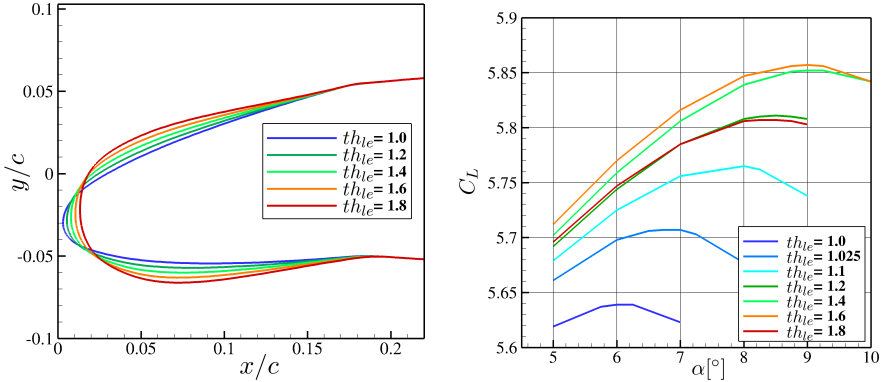 0.1
0.05
0
-0.05
-0.1
y/c
0
0.05
0.1
0.15
0.2
x/c
th_le= 1.0
th_le= 1.2
th_le= 1.4
th_le= 1.6
th_le= 1.8
5.9
5.85
5.8
5.75
5.7
5.65
5.6
C_L
5
6
7
8
9
10
α[°]
th_le= 1.0
th_le= 1.025
th_le= 1.1
th_le= 1.2
th_le= 1.4
th_le= 1.6
th_le= 1.8